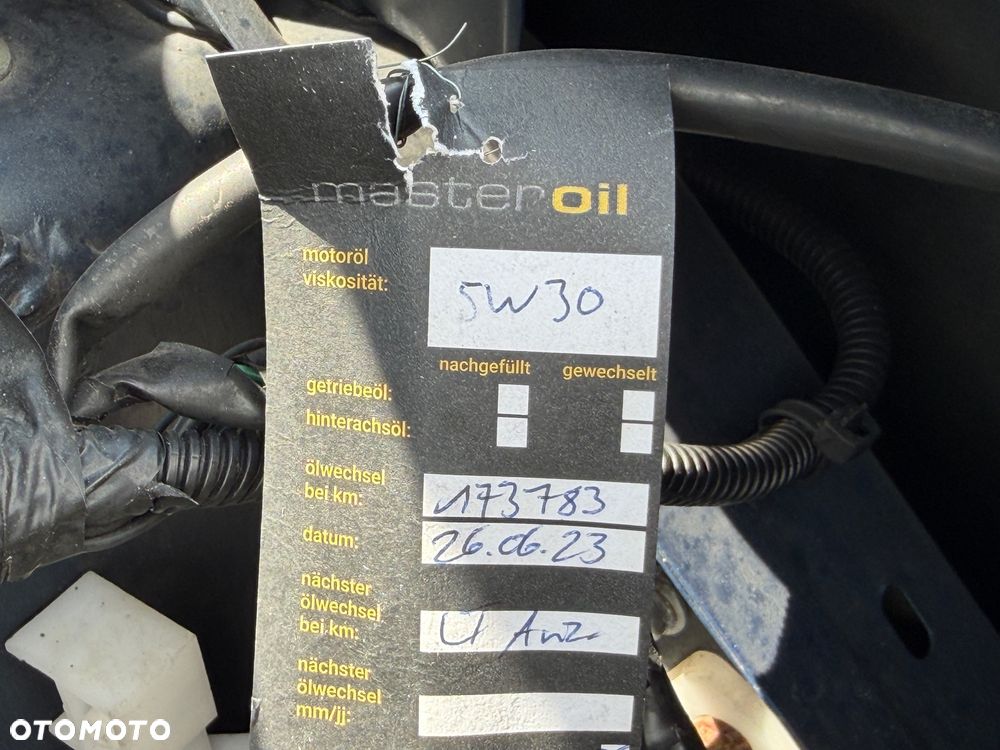 masteroil
motoröl
viskosität:
5W30
nachgefüllt gewechselt
getriebeöl:
hinterachsöl:
ölwechsel
bei km:
173783
datum:
26.06.23
nächster
ölwechsel
bei km:
Anz.
nächster
ölwechsel
mm/jj:
OTOMOTO